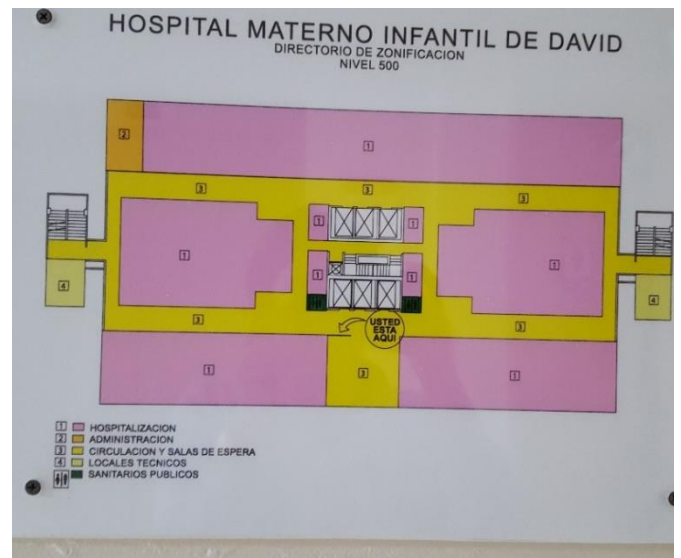 HOSPITAL MATERNO INFANTIL DE DAVID
DIRECTORIO DE ZONIFICACION
NIVEL 500
2
1
3
3
3
1
1
1
1
1
1
4
4
3
USTED
ESTA
AQUI
3
1
3
1
1 HOSPITALIZACION
2 ADMINISTRACION
3 CIRCULACION Y SALAS DE ESPERA
4 LOCALES TECNICOS
SANITARIOS PUBLICOS